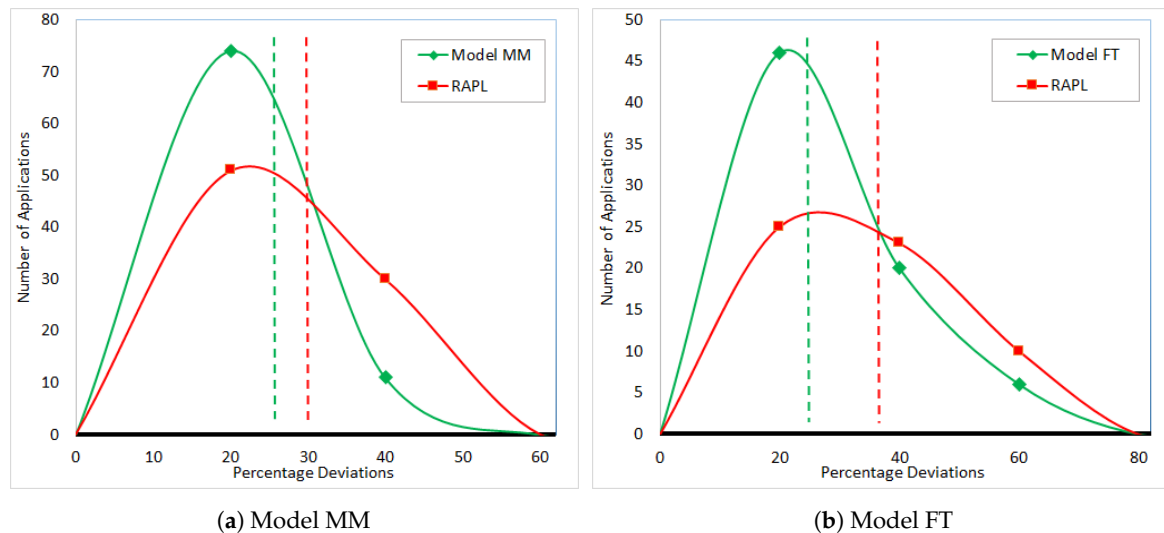 80
70
60
50
40
30
20
10
0
Number of Applications
Model MM
RAPL
0 10 20 30 40 50 60
Percentage Deviations
(a) Model MM
50
45
40
35
30
25
20
15
10
5
0
Number of Applications
Model FT
RAPL
0 20 40 60 80
Percentage Deviations
(b) Model FT